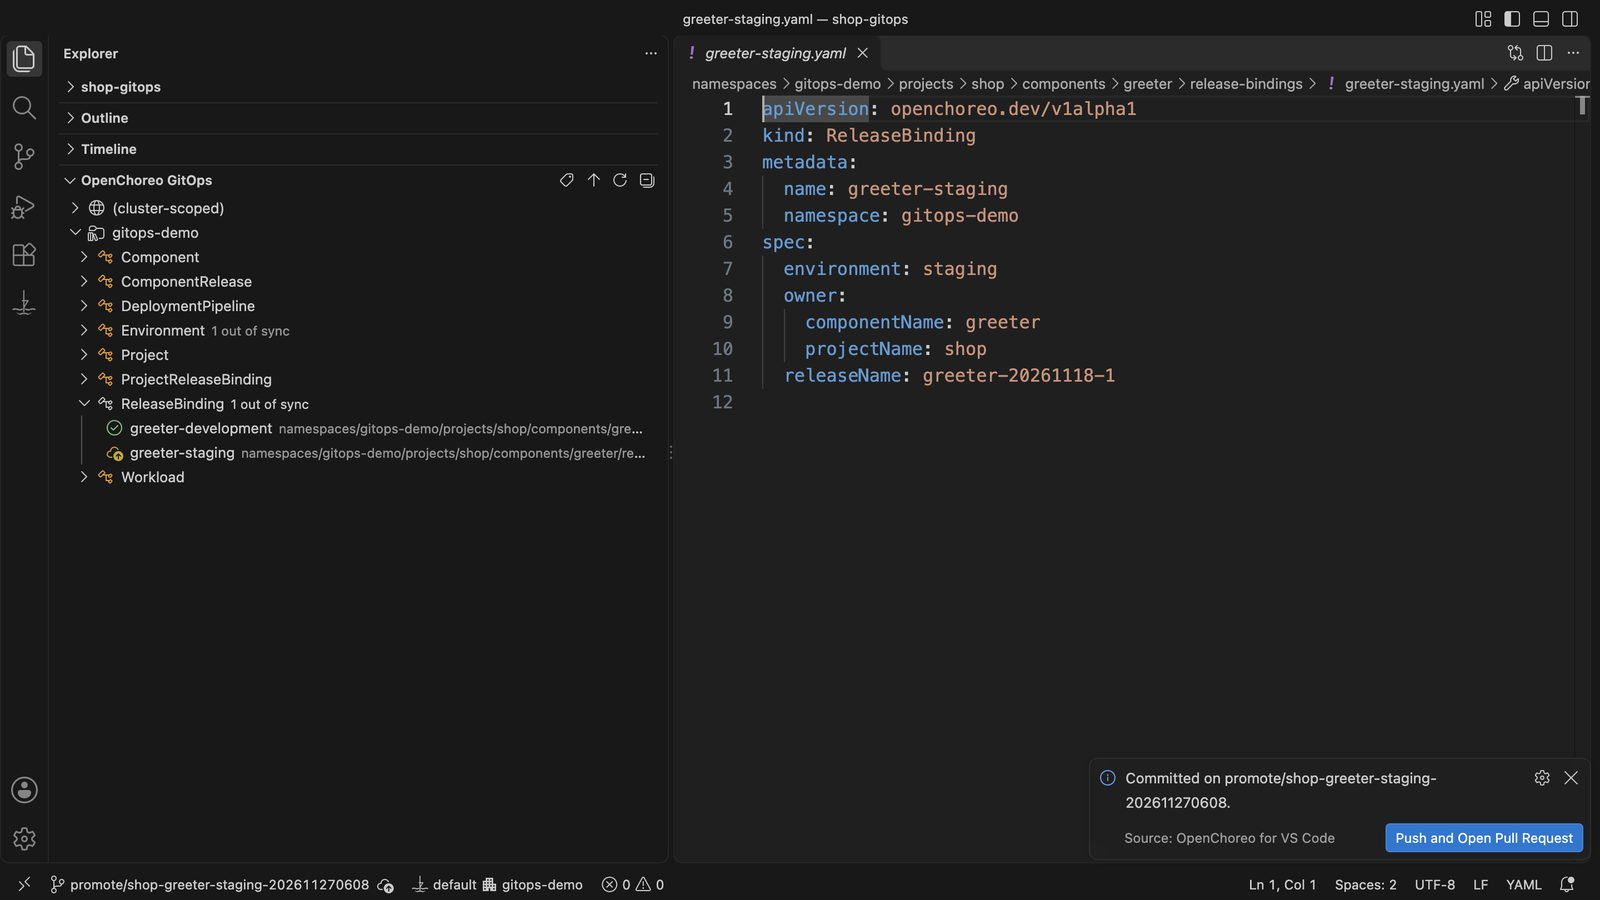 greeter-staging.yaml — shop-gitops
Explorer
shop-gitops
Outline
Timeline
OpenChoreo GitOps
(cluster-scoped)
gitops-demo
Component
ComponentRelease
DeploymentPipeline
Environment 1 out of sync
Project
ProjectReleaseBinding
ReleaseBinding 1 out of sync
greeter-development namespaces/gitops-demo/projects/shop/components/gre...
greeter-staging namespaces/gitops-demo/projects/shop/components/greeter/re...
Workload
! greeter-staging.yaml
namespaces > gitops-demo > projects > shop > components > greeter > release-bindings > ! greeter-staging.yaml > apiVersion
1 apiVersion: openchoreo.dev/v1alpha1
2 kind: ReleaseBinding
3 metadata:
4 name: greeter-staging
5 namespace: gitops-demo
6 spec:
7 environment: staging
8 owner:
9 componentName: greeter
10 projectName: shop
11 releaseName: greeter-20261118-1
12
Committed on promote/shop-greeter-staging-
202611270608.
Source: OpenChoreo for VS Code
Push and Open Pull Request
promote/shop-greeter-staging-202611270608 default gitops-demo 0 0
Ln 1, Col 1 Spaces: 2 UTF-8 LF YAML